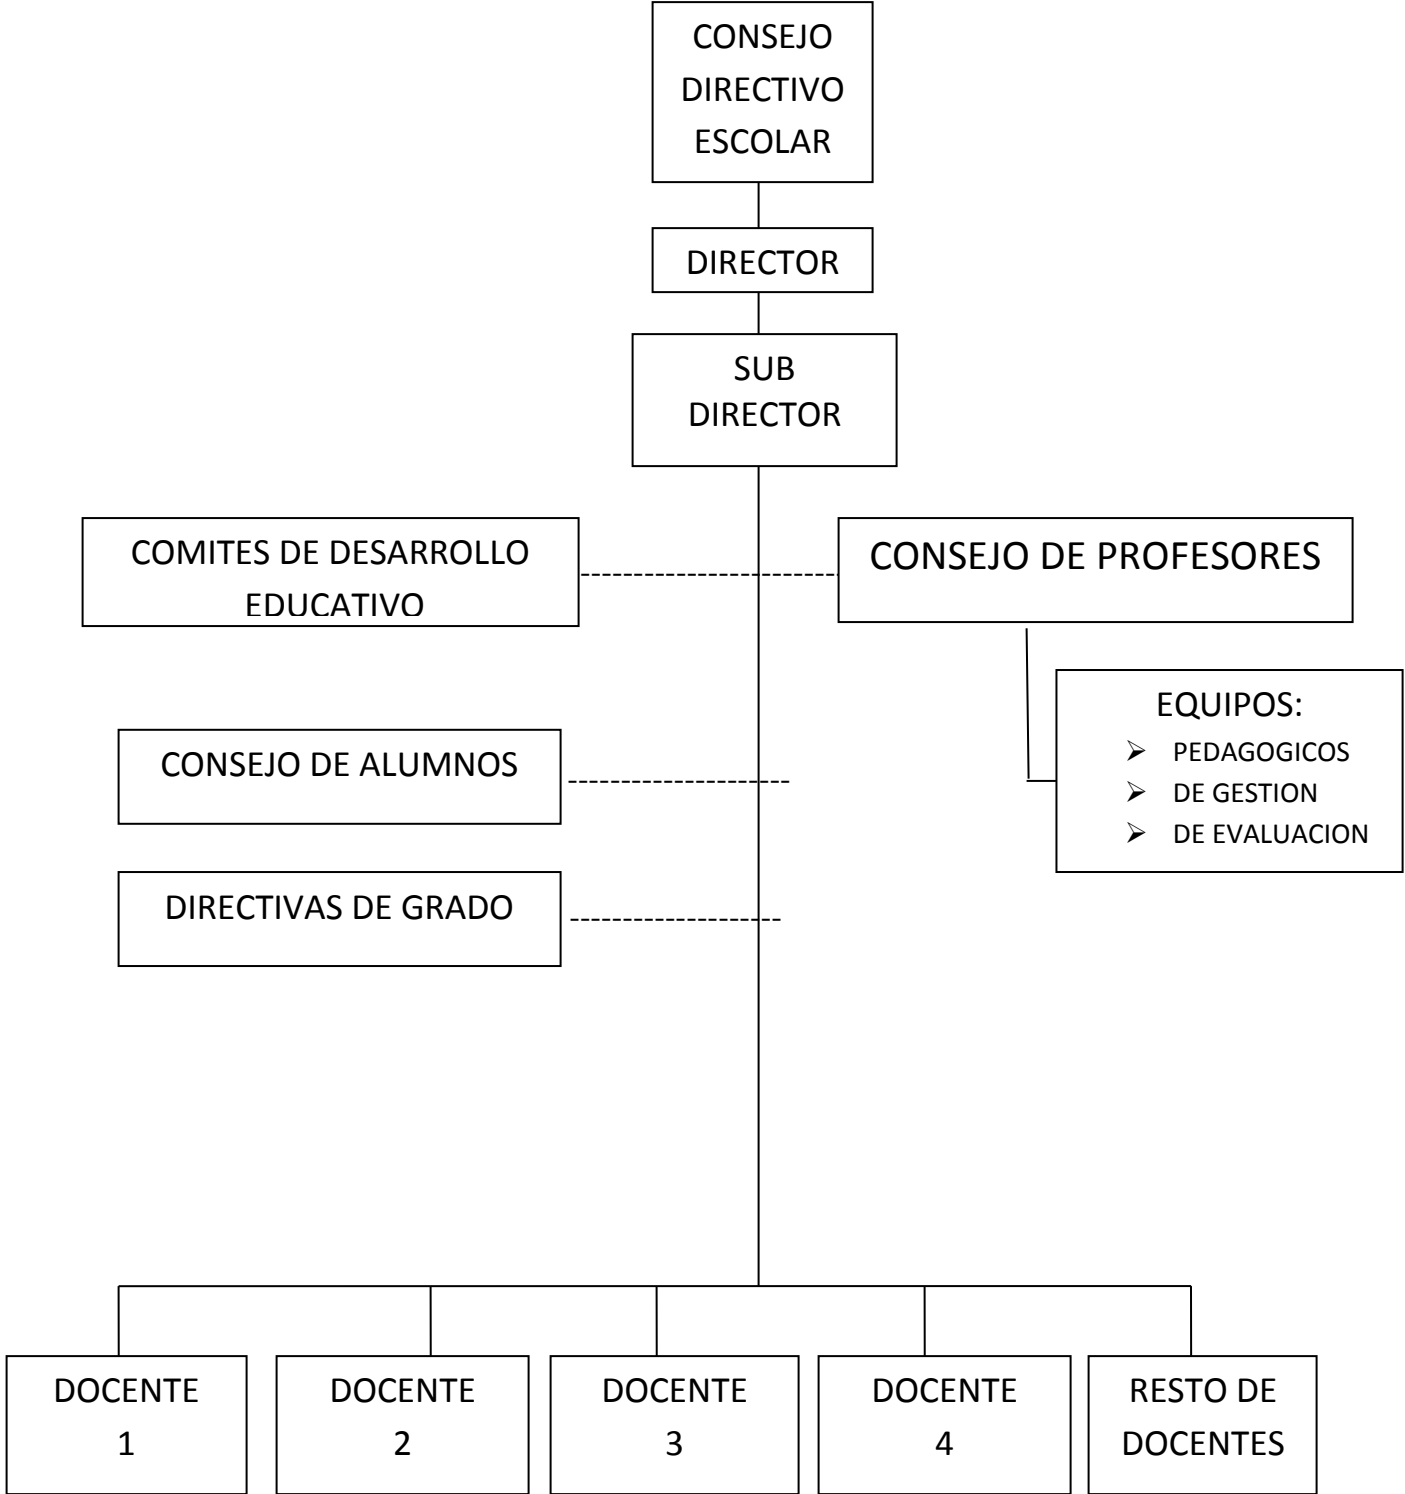 CONSEJO
DIRECTIVO
ESCOLAR
DIRECTOR
SUB
DIRECTOR
COMITES DE DESARROLLO
EDUCATIVO
CONSEJO DE PROFESORES
EQUIPOS:
PEDAGOGICOS
DE GESTION
DE EVALUACION
CONSEJO DE ALUMNOS
DIRECTIVAS DE GRADO
DOCENTE
1
DOCENTE
2
DOCENTE
3
DOCENTE
4
RESTO DE
DOCENTES